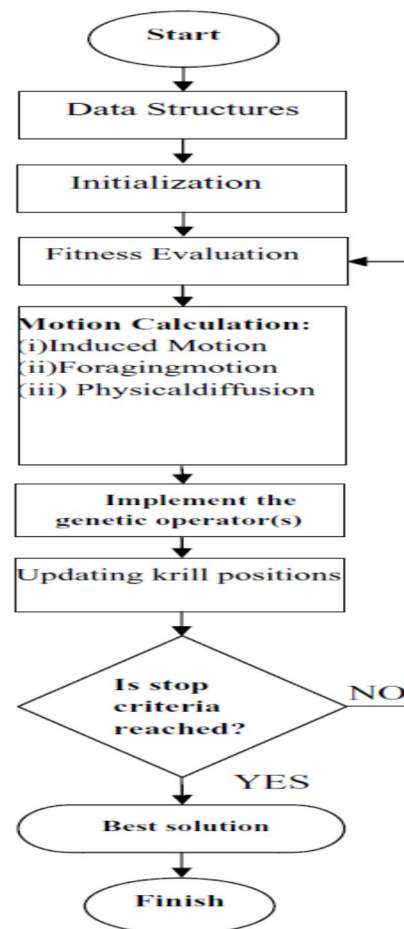 Start
Data Structures
Initialization
Fitness Evaluation
Motion Calculation:
(i)Induced Motion
(ii)Foragingmotion
(iii) Physicaldiffusion
Implement the
genetic operator(s)
Updating krill positions
Is stop
criteria
reached?
NO
YES
Best solution
Finish